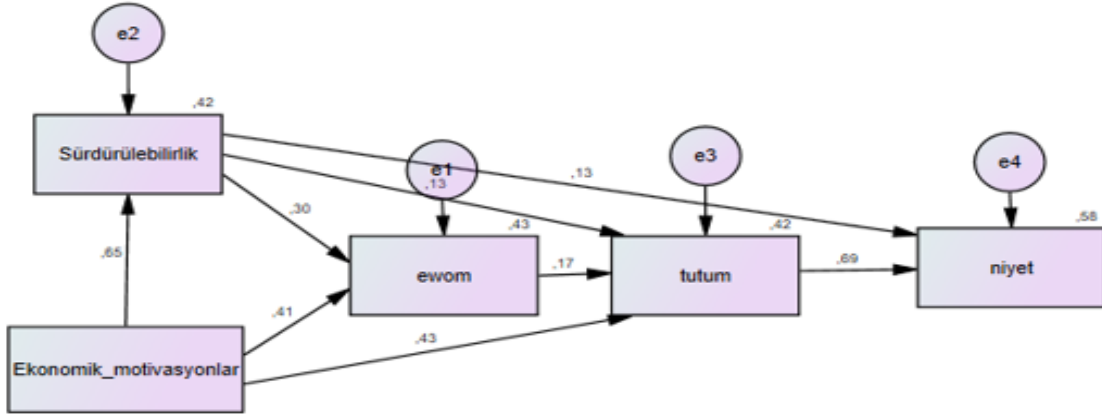 e2
,42
Sürdürülebilirlik
e1
e3
e4
,13
,13
,30
,43
,42
,58
,65
ewom
,17
tutum
,69
niyet
,41
,43
Ekonomik_motivasyonlar